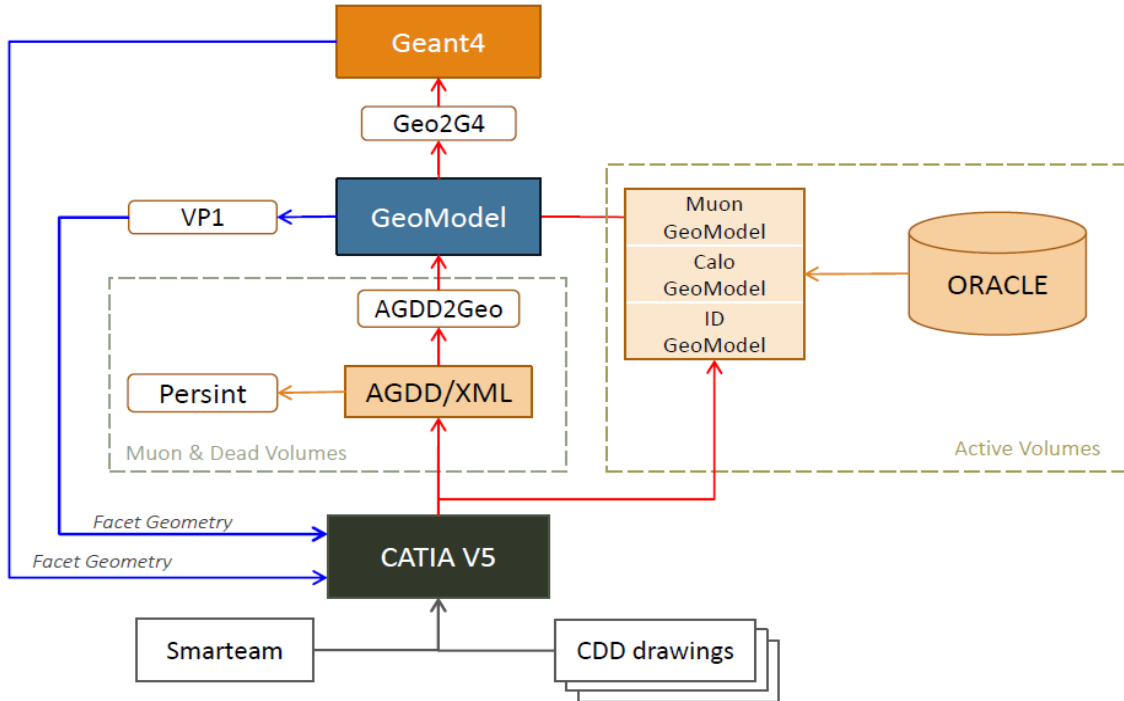 Geant4
Geo2G4
VP1
GeoModel
Muon
GeoModel
Calo
GeoModel
ID
GeoModel
ORACLE
AGDD2Geo
Persint
AGDD/XML
Muon & Dead Volumes
Active Volumes
Facet Geometry
Facet Geometry
CATIA V5
Smarteam
CDD drawings